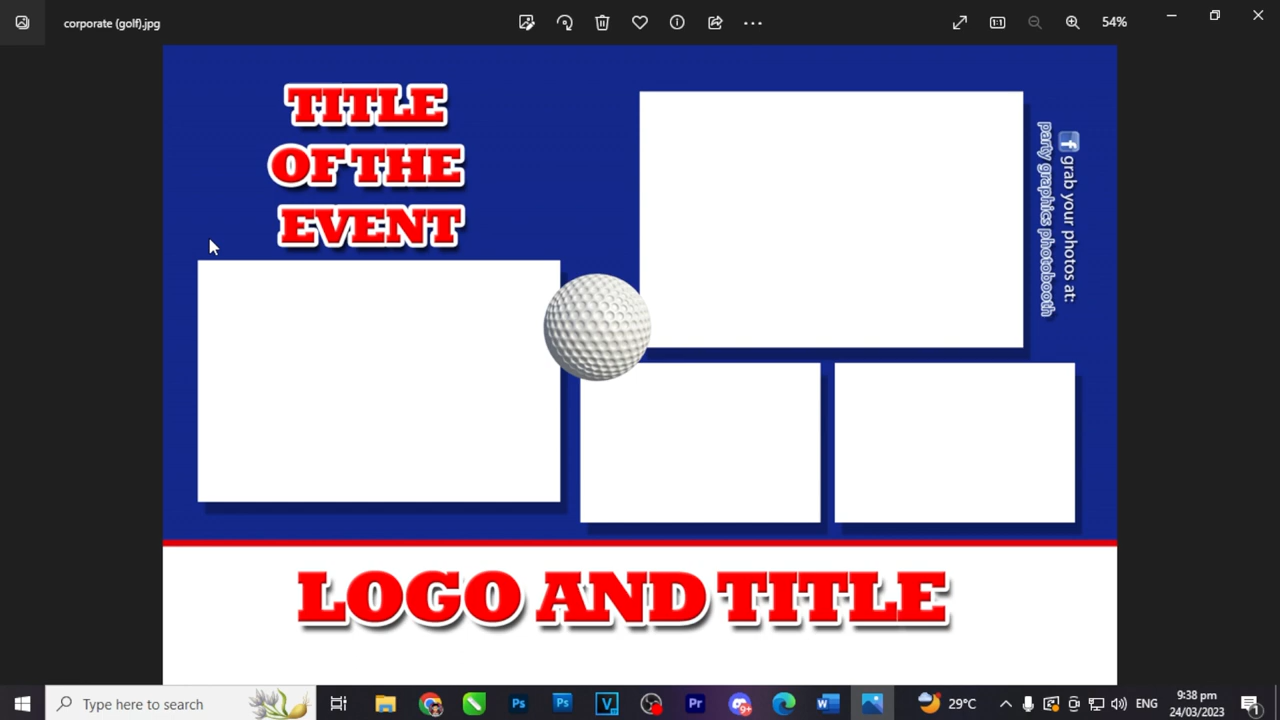 corporate (golf).jpg
54%
TITLE
OF THE
EVENT
grab your photos at:
party graphics photobooth
LOGO AND TITLE
Type here to search
29°C
ENG
9:38 pm
24/03/2023